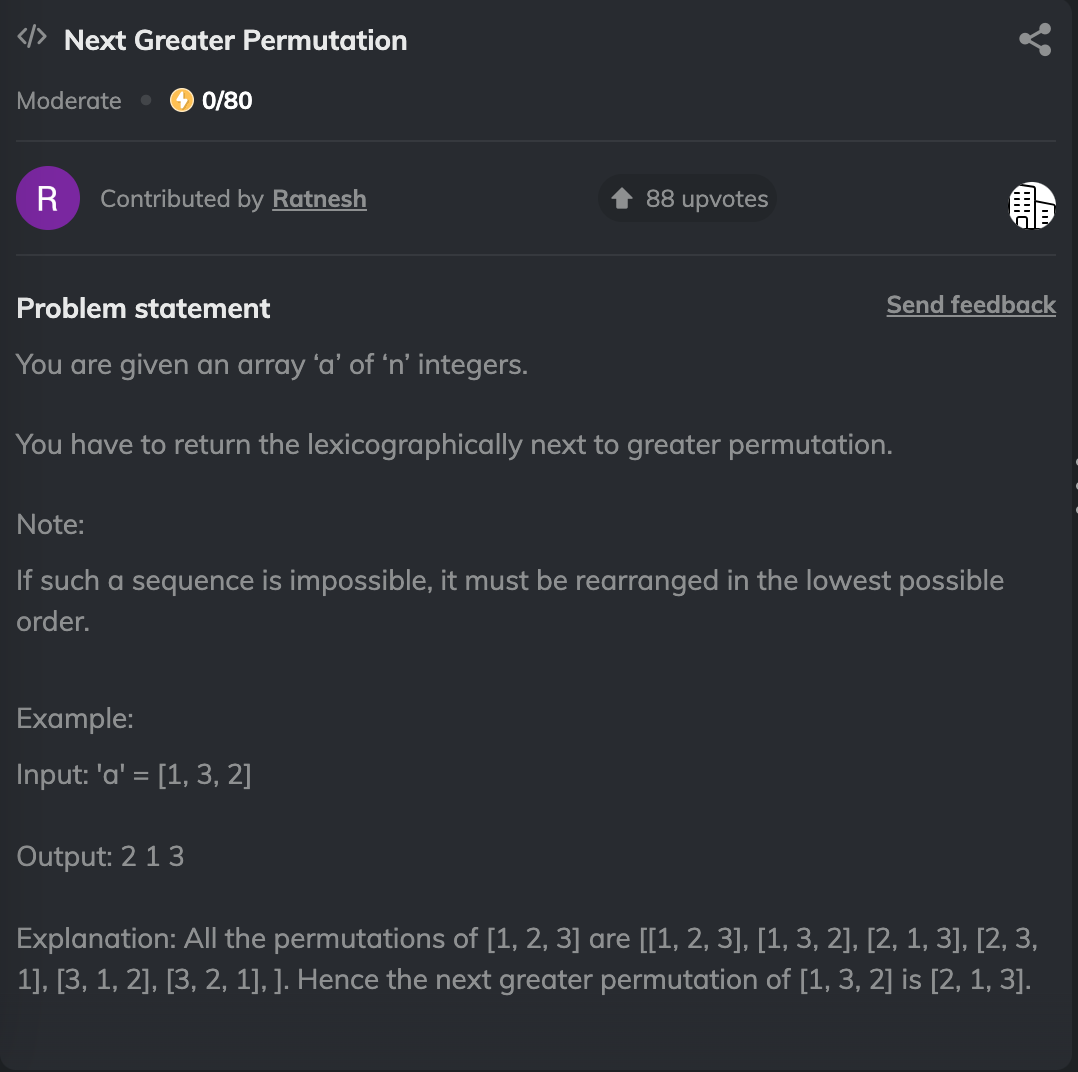 </> Next Greater Permutation
Moderate • 0/80
R Contributed by Ratnesh 88 upvotes
Problem statement Send feedback
You are given an array ‘a’ of ‘n’ integers.
You have to return the lexicographically next to greater permutation.
Note:
If such a sequence is impossible, it must be rearranged in the lowest possible
order.
Example:
Input: 'a' = [1, 3, 2]
Output: 2 1 3
Explanation: All the permutations of [1, 2, 3] are [[1, 2, 3], [1, 3, 2], [2, 1, 3], [2, 3,
1], [3, 1, 2], [3, 2, 1], ]. Hence the next greater permutation of [1, 3, 2] is [2, 1, 3].